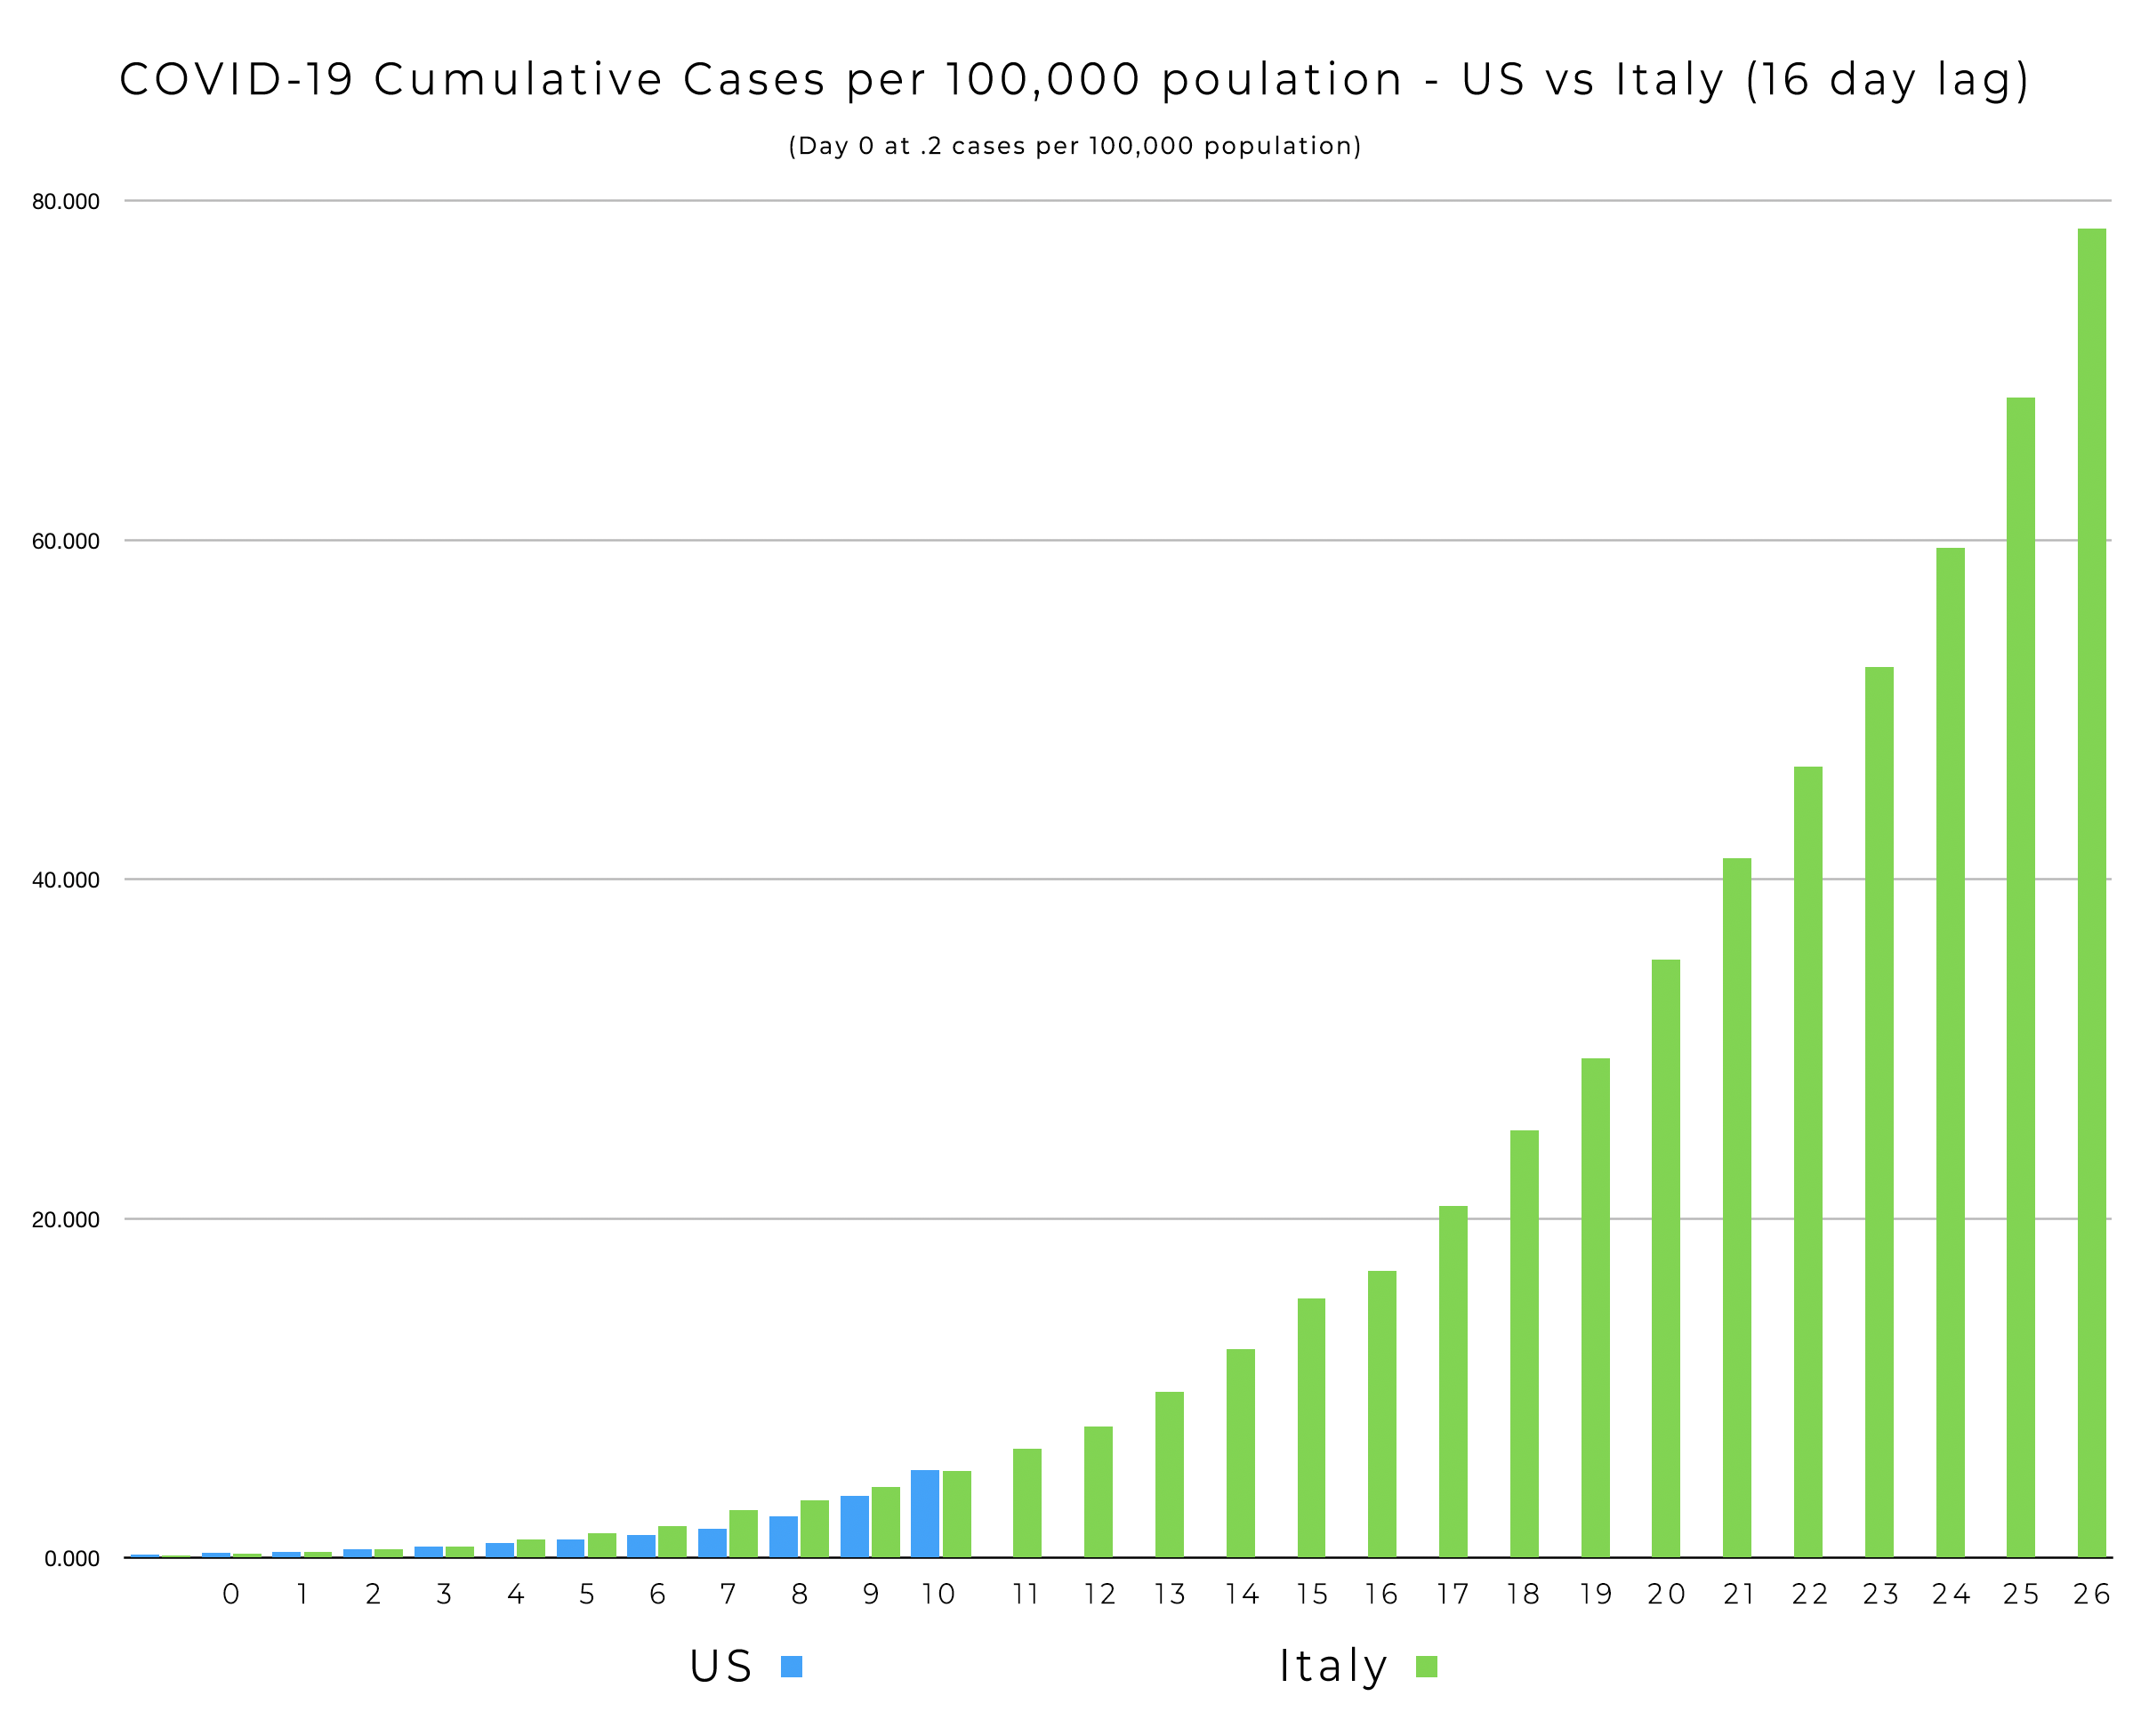 COVID-19 Cumulative Cases per 100,000 poulation - US vs Italy (16 day lag)
(Day 0 at .2 cases per 100,000 population)
80.000
60.000
40.000
20.000
0.000
0 1 2 3 4 5 6 7 8 9 10 11 12 13 14 15 16 17 18 19 20 21 22 23 24 25 26
US Italy